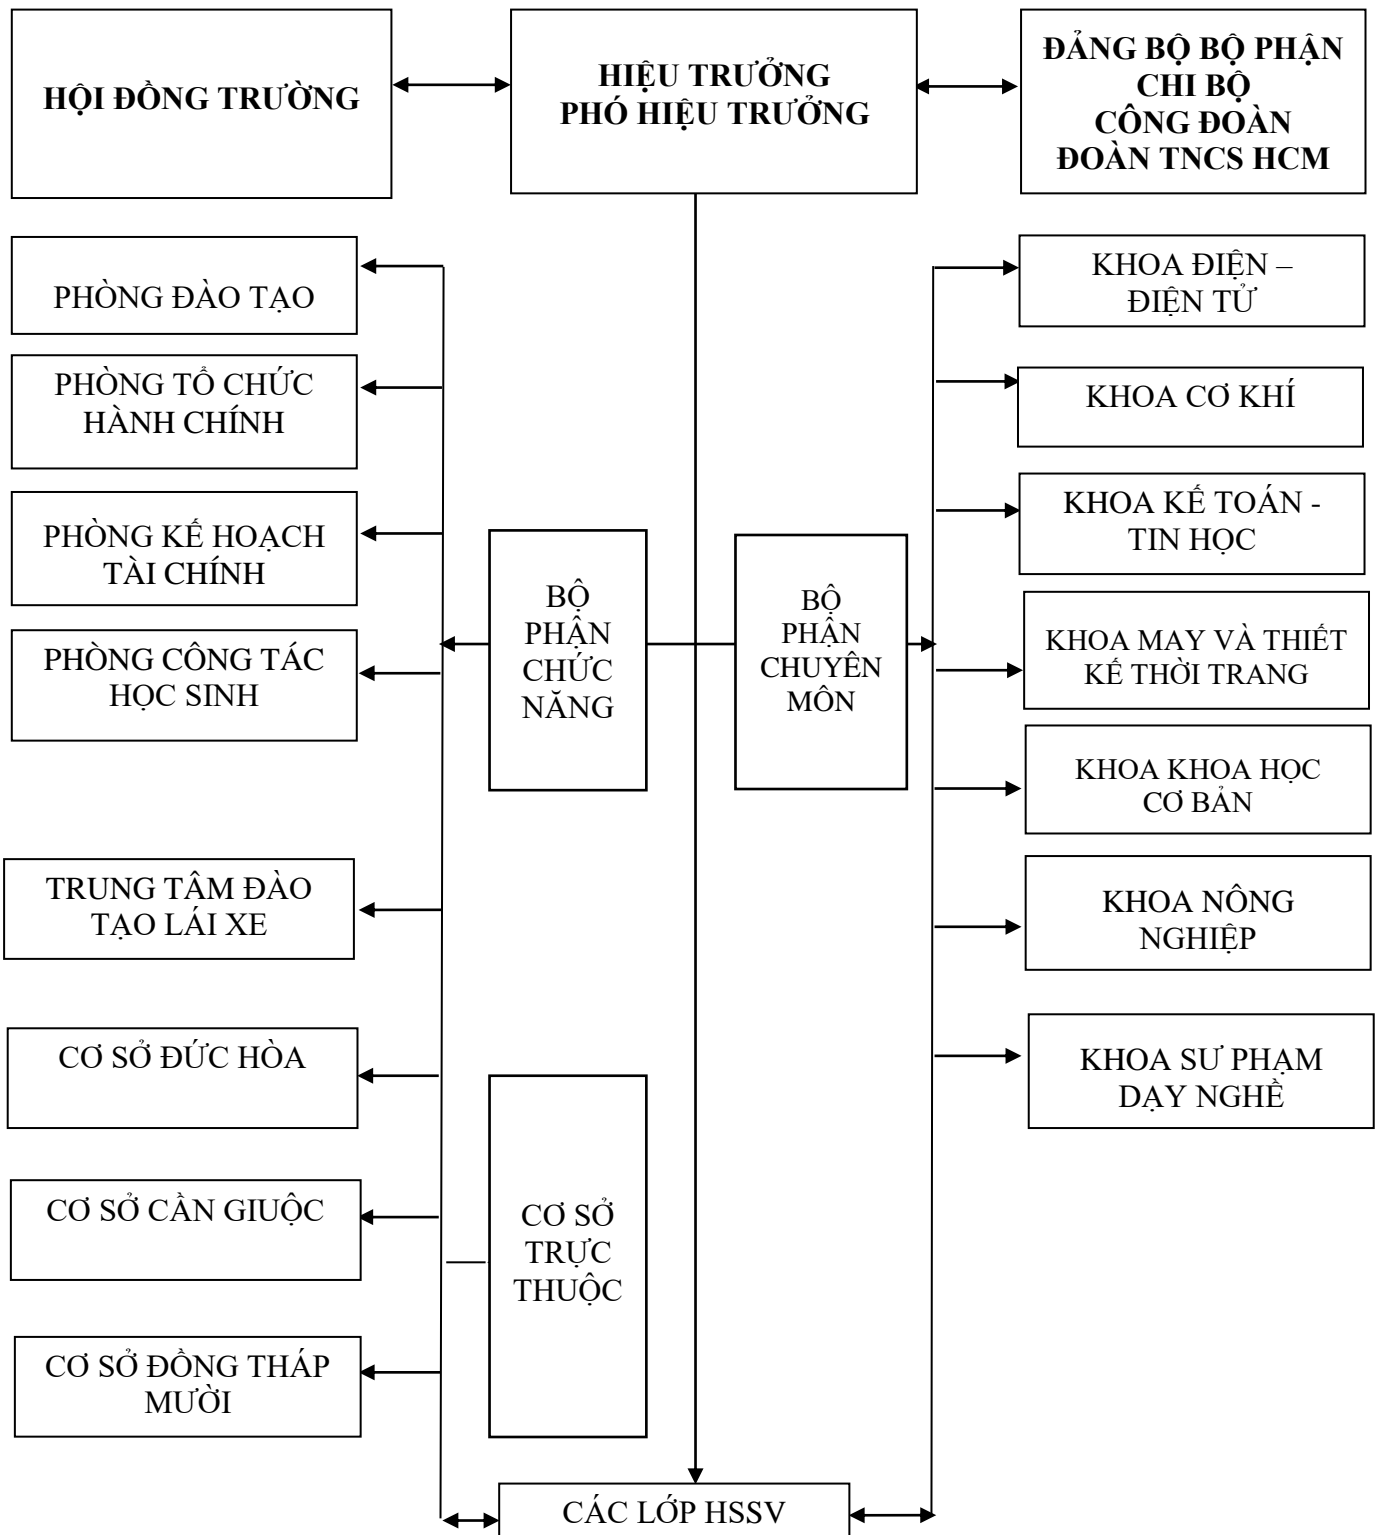 HỘI ĐỒNG TRƯỜNG
HIỆU TRƯỞNG
PHÓ HIỆU TRƯỞNG
ĐẢNG BỘ BỘ PHẬN
CHI BỘ
CÔNG ĐOÀN
ĐOÀN TNCS HCM
PHÒNG ĐÀO TẠO
PHÒNG TỔ CHỨC
HÀNH CHÍNH
PHÒNG KẾ HOẠCH
TÀI CHÍNH
PHÒNG CÔNG TÁC
HỌC SINH
TRUNG TÂM ĐÀO
TẠO LÁI XE
CƠ SỞ ĐỨC HÒA
CƠ SỞ CẦN GIUỘC
CƠ SỞ ĐỒNG THÁP
MƯỜI
BỘ
PHẬN
CHỨC
NĂNG
CƠ SỞ
TRỰC
THUỘC
BỘ
PHẬN
CHUYÊN
MÔN
KHOA ĐIỆN –
ĐIỆN TỬ
KHOA CƠ KHÍ
KHOA KẾ TOÁN -
TIN HỌC
KHOA MAY VÀ THIẾT
KẾ THỜI TRANG
KHOA KHOA HỌC
CƠ BẢN
KHOA NÔNG
NGHIỆP
KHOA SƯ PHẠM
DẠY NGHỀ
CÁC LỚP HSSV